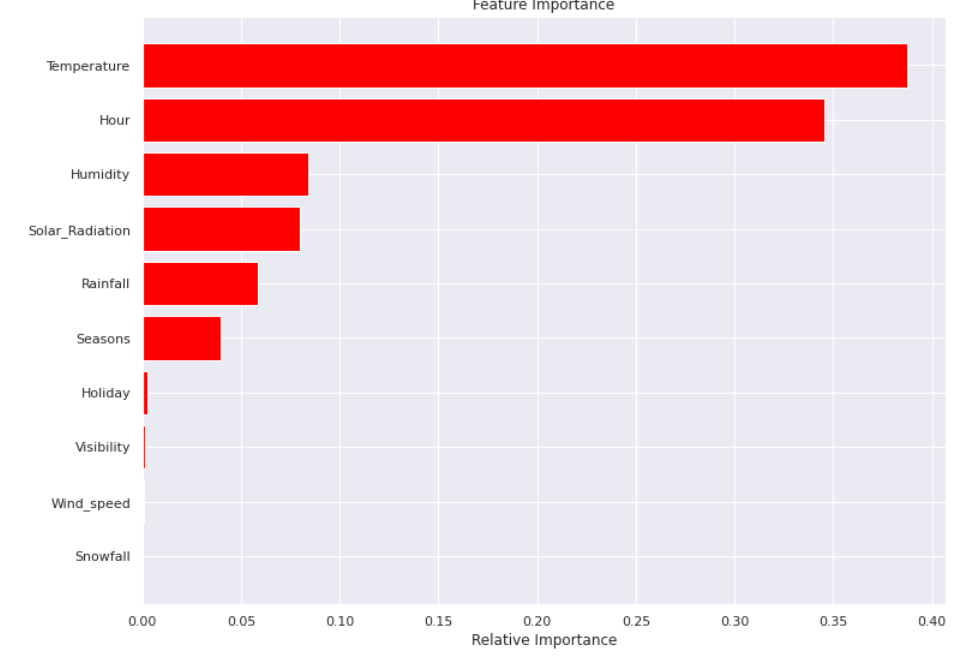 Feature Importance
Temperature
Hour
Humidity
Solar_Radiation
Rainfall
Seasons
Holiday
Visibility
Wind_speed
Snowfall
0.00 0.05 0.10 0.15 0.20 0.25 0.30 0.35 0.40
Relative Importance